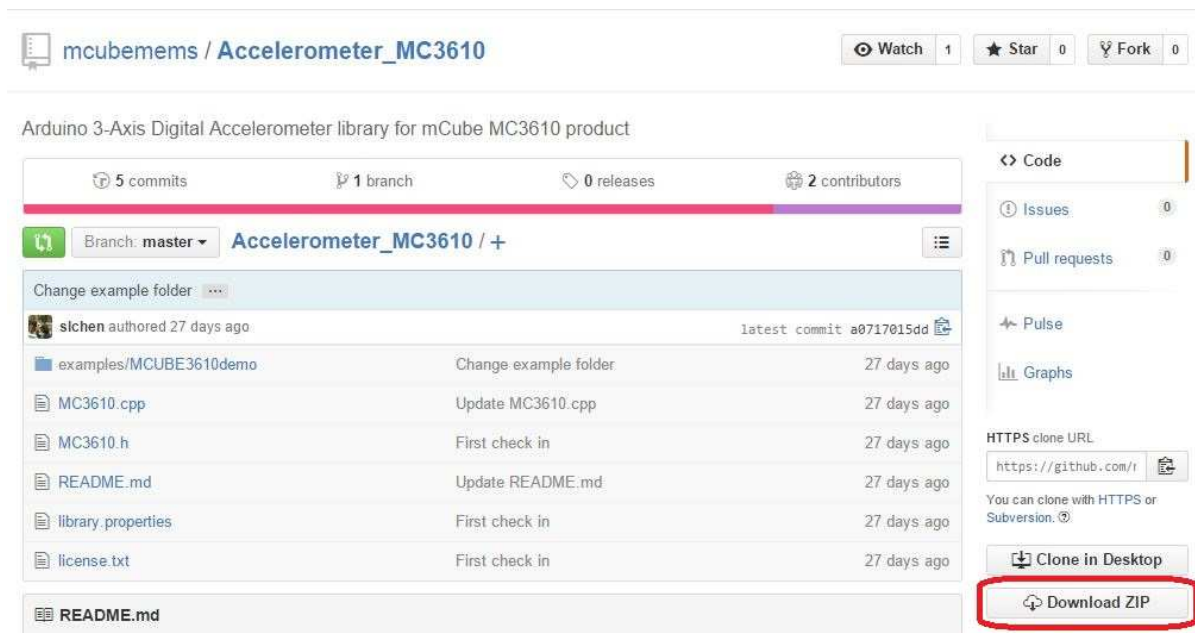 mcubemems / Accelerometer_MC3610
Watch 1 Star 0 Fork 0
Arduino 3-Axis Digital Accelerometer library for mCube MC3610 product
5 commits 1 branch 0 releases 2 contributors
Branch: master Accelerometer_MC3610 / +
Change example folder ...
sichen authored 27 days ago latest commit a0717015dd
examples/MCUBE3610demo Change example folder 27 days ago
MC3610.cpp Update MC3610.cpp 27 days ago
MC3610.h First check in 27 days ago
README.md Update README.md 27 days ago
library.properties First check in 27 days ago
license.txt First check in 27 days ago
README.md
<> Code
Issues 0
Pull requests 0
Pulse
Graphs
HTTPS clone URL
https://github.com/r
You can clone with HTTPS or
Subversion. ?
Clone in Desktop
Download ZIP